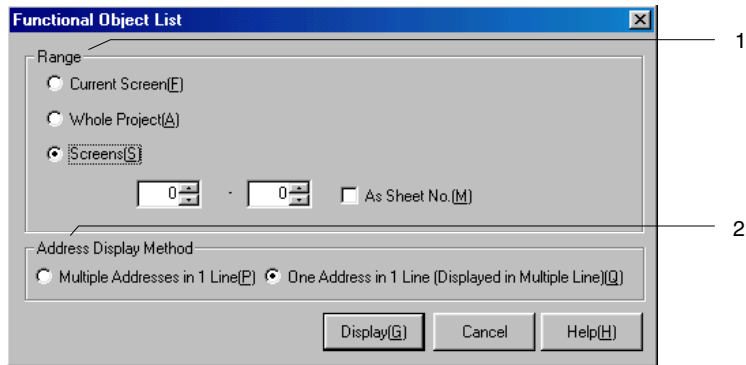 Functional Object List
1
Range
Current Screen(F)
Whole Project(A)
Screens(S)
0 - 0 As Sheet No.(M)
2
Address Display Method
Multiple Addresses in 1 Line(P) One Address in 1 Line (Displayed in Multiple Line)(Q)
Display(G) Cancel Help(H)